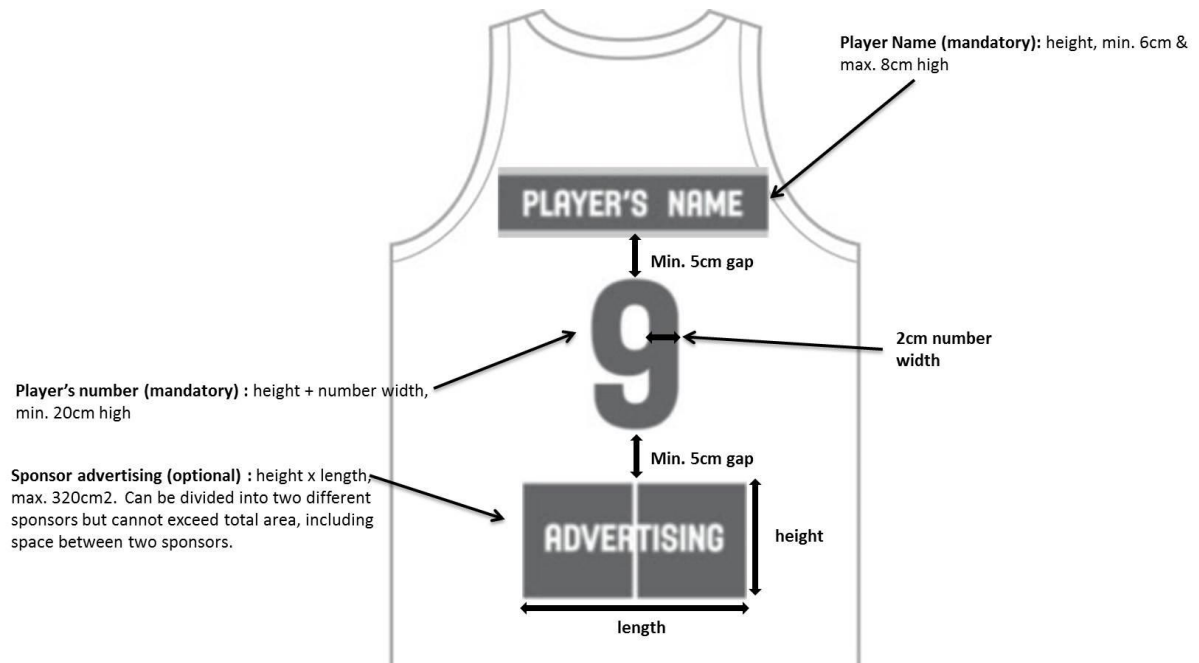 Player Name (mandatory): height, min. 6cm &
max. 8cm high
PLAYER'S NAME
Min. 5cm gap
9
2cm number
width
Player's number (mandatory) : height + number width,
min. 20cm high
Min. 5cm gap
Sponsor advertising (optional) : height x length,
max. 320cm2. Can be divided into two different
sponsors but cannot exceed total area, including
space between two sponsors.
ADVERTISING
height
length